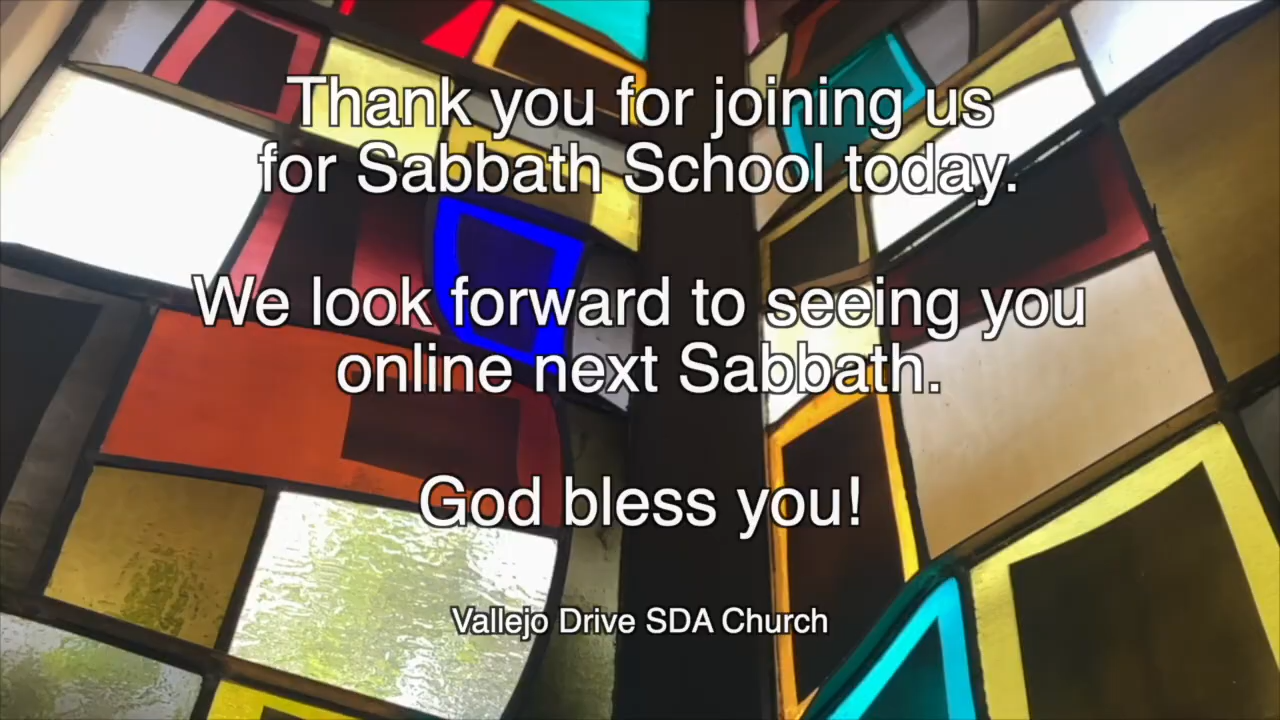 Thank you for joining us
for Sabbath School today.
We look forward to seeing you
online next Sabbath.
God bless you!
Vallejo Drive SDA Church